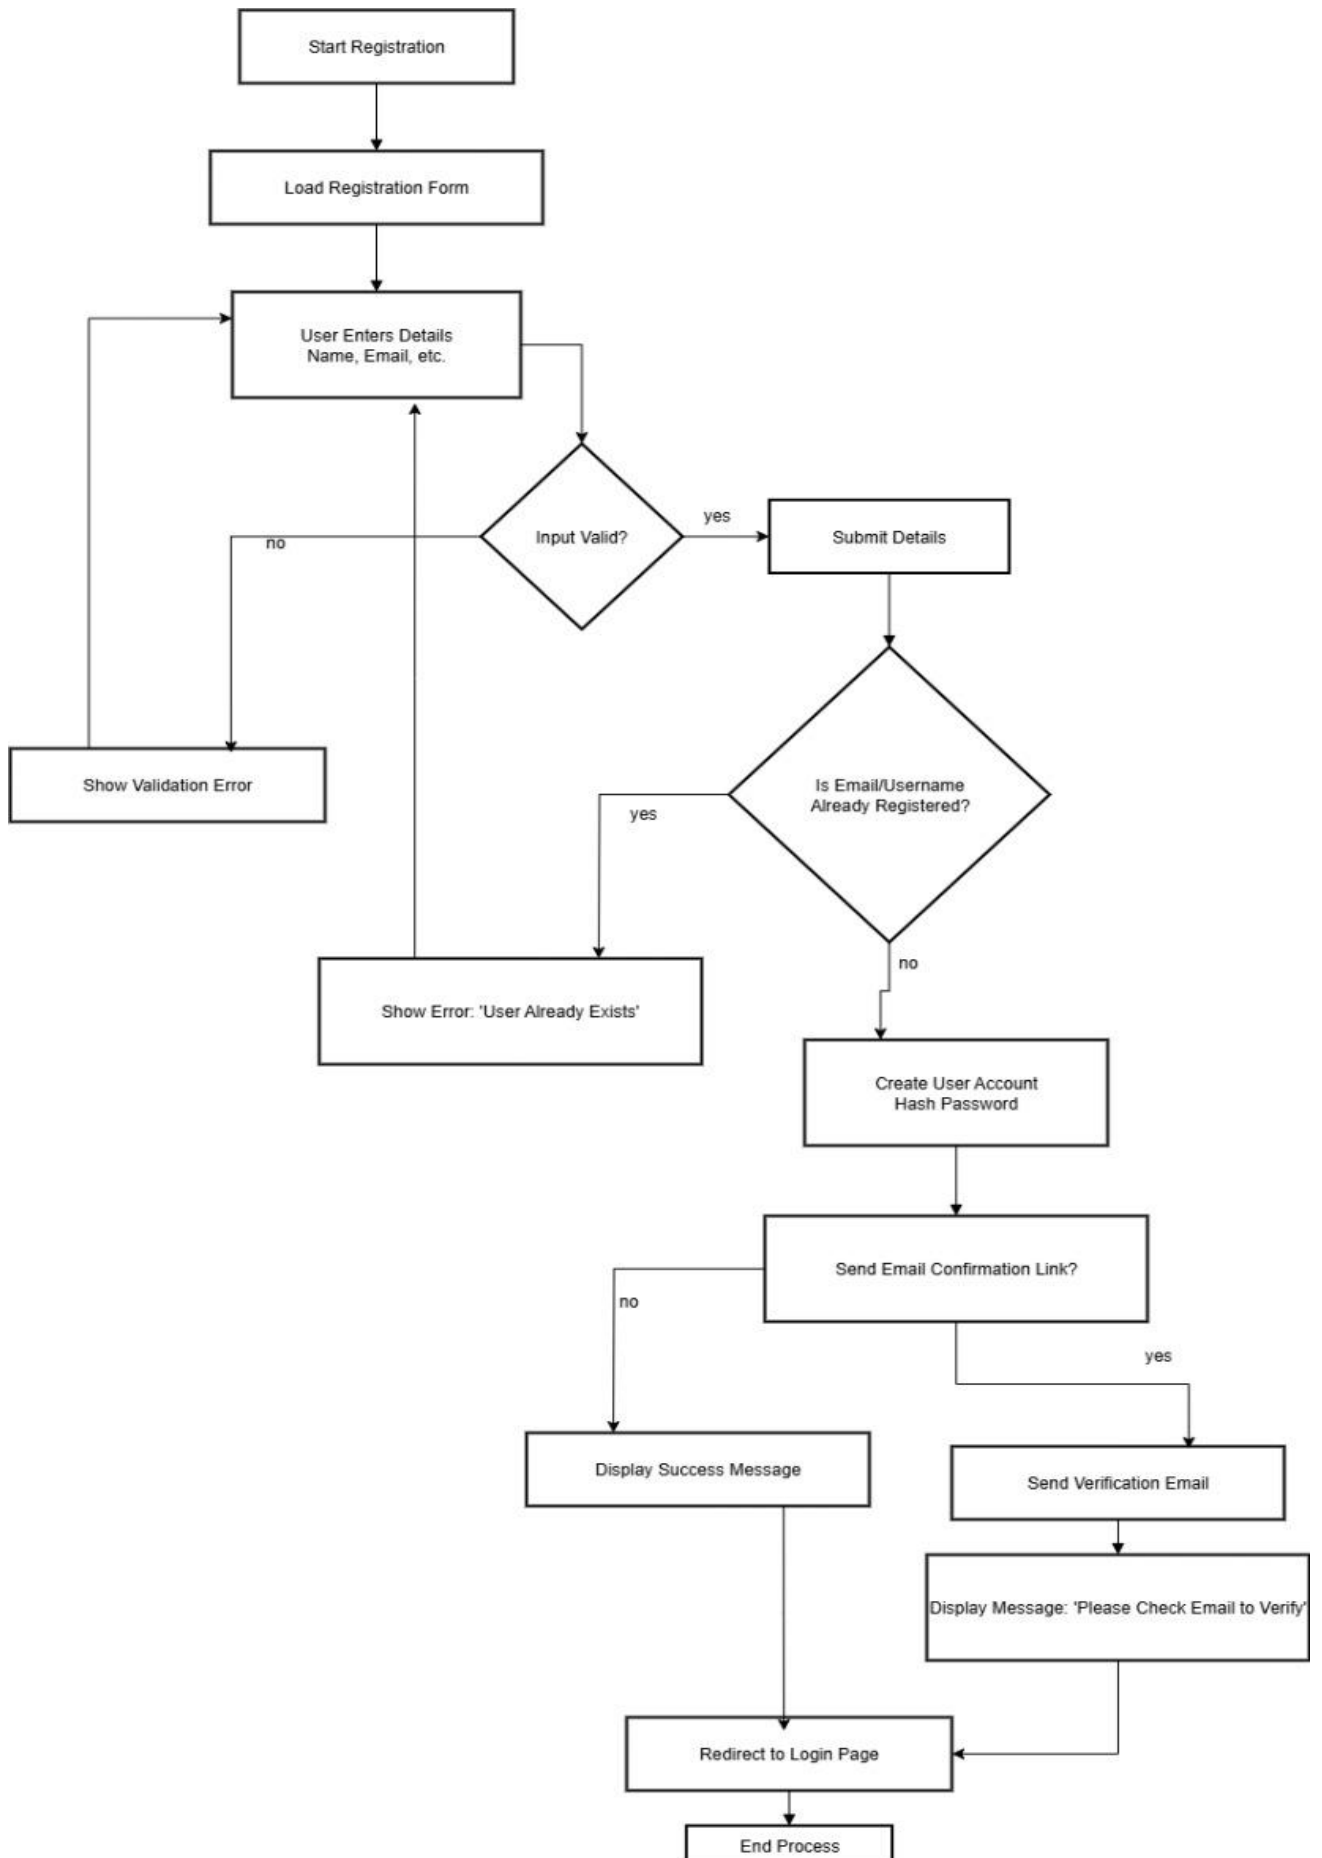 Start Registration
Load Registration Form
User Enters Details
Name, Email, etc.
Input Valid?
yes
no
Submit Details
Show Validation Error
Is Email/Username
Already Registered?
yes
no
Show Error: 'User Already Exists'
Create User Account
Hash Password
Send Email Confirmation Link?
no
yes
Display Success Message
Send Verification Email
Display Message: 'Please Check Email to Verify'
Redirect to Login Page
End Process